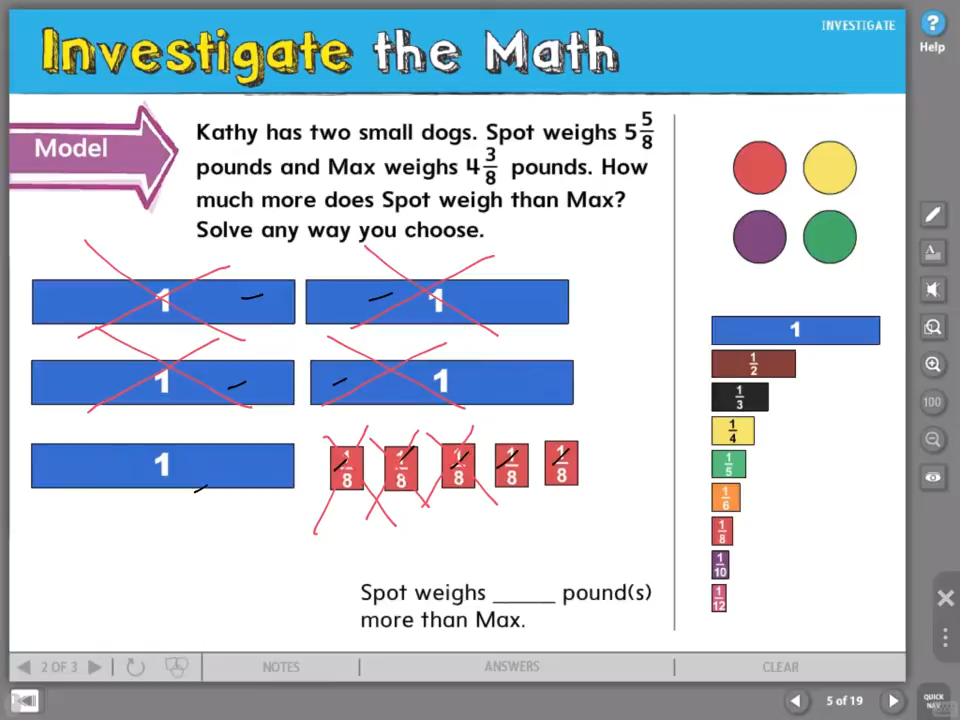 INVESTIGATE
Investigate the Math
Help
Model
Kathy has two small dogs. Spot weighs 5 5/8
pounds and Max weighs 4 3/8 pounds. How
much more does Spot weigh than Max?
Solve any way you choose.
1 1
1 1
1 1/8 1/8 1/8 1/8 1/8
1
1/2
1/3
1/4
1/5
1/6
1/8
1/10
1/12
100
Spot weighs _____ pound(s)
more than Max.
2 OF 3 NOTES ANSWERS CLEAR
5 of 19
QUICK
NAV